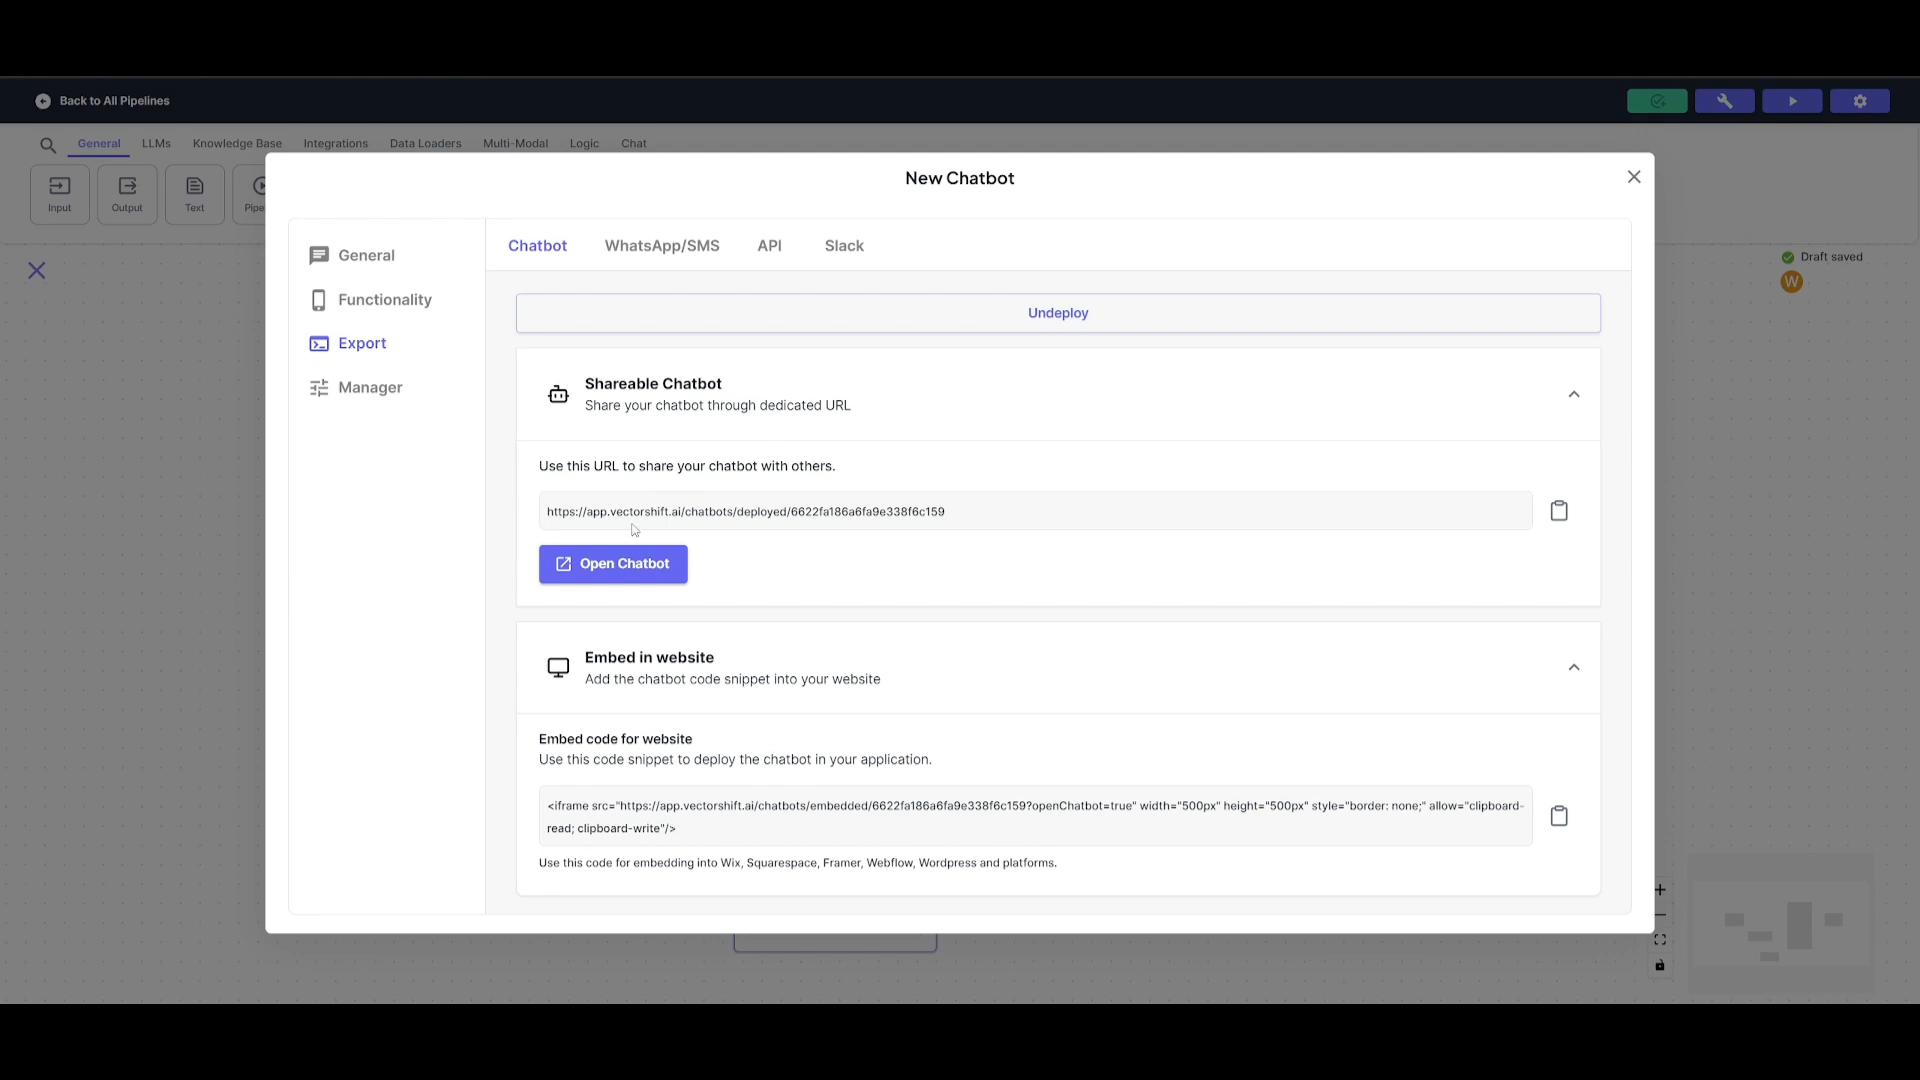 Back to All Pipelines
General LLMs Knowledge Base Integrations Data Loaders Multi-Modal Logic Chat
Input Output Text
Draft saved
W
New Chatbot
General
Functionality
Export
Manager
Chatbot WhatsApp/SMS API Slack
Undeploy
Shareable Chatbot
Share your chatbot through dedicated URL
Use this URL to share your chatbot with others.
https://app.vectorshift.ai/chatbots/deployed/6622fa186a6fa9e338f6c159
Open Chatbot
Embed in website
Add the chatbot code snippet into your website
Embed code for website
Use this code snippet to deploy the chatbot in your application.
<iframe src="https://app.vectorshift.ai/chatbots/embedded/6622fa186a6fa9e338f6c159?openChatbot=true" width="500px" height="500px" style="border: none;" allow="clipboard-
read; clipboard-write"/>
Use this code for embedding into Wix, Squarespace, Framer, Webflow, Wordpress and platforms.